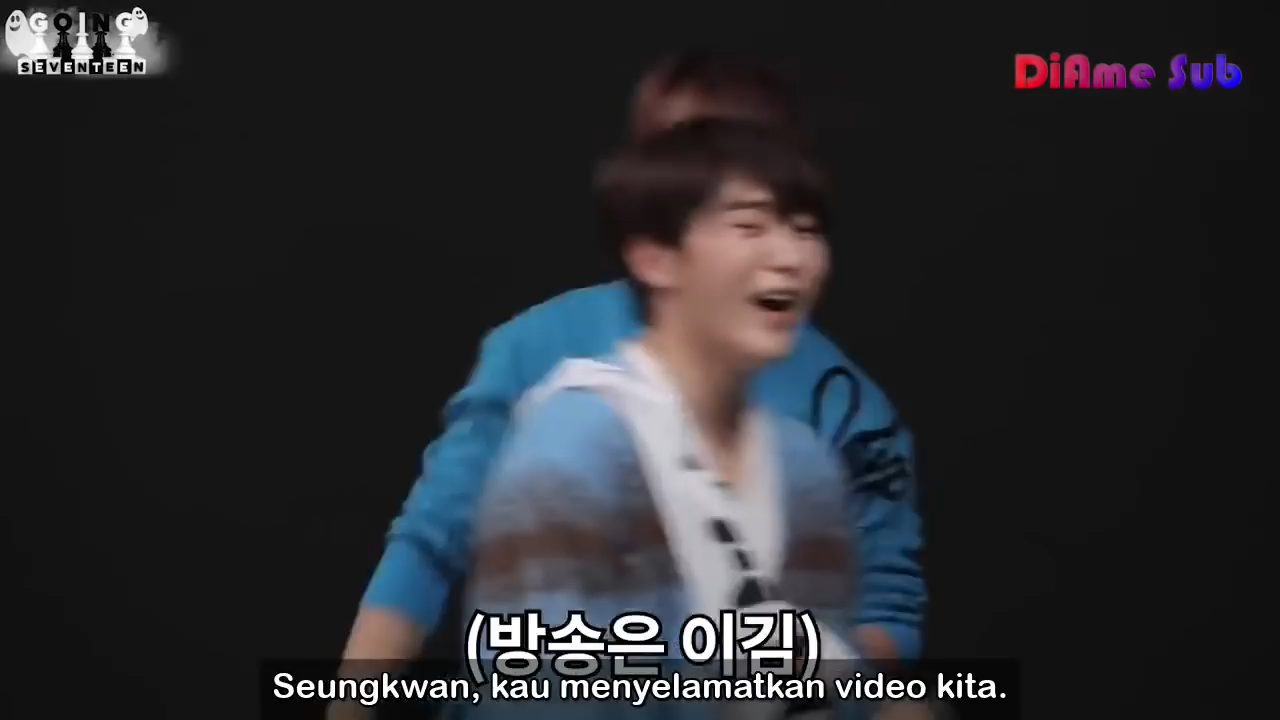 GOING
SEVENTEEN
DiAme Sub
(방송은 이김)
Seungkwan, kau menyelamatkan video kita.